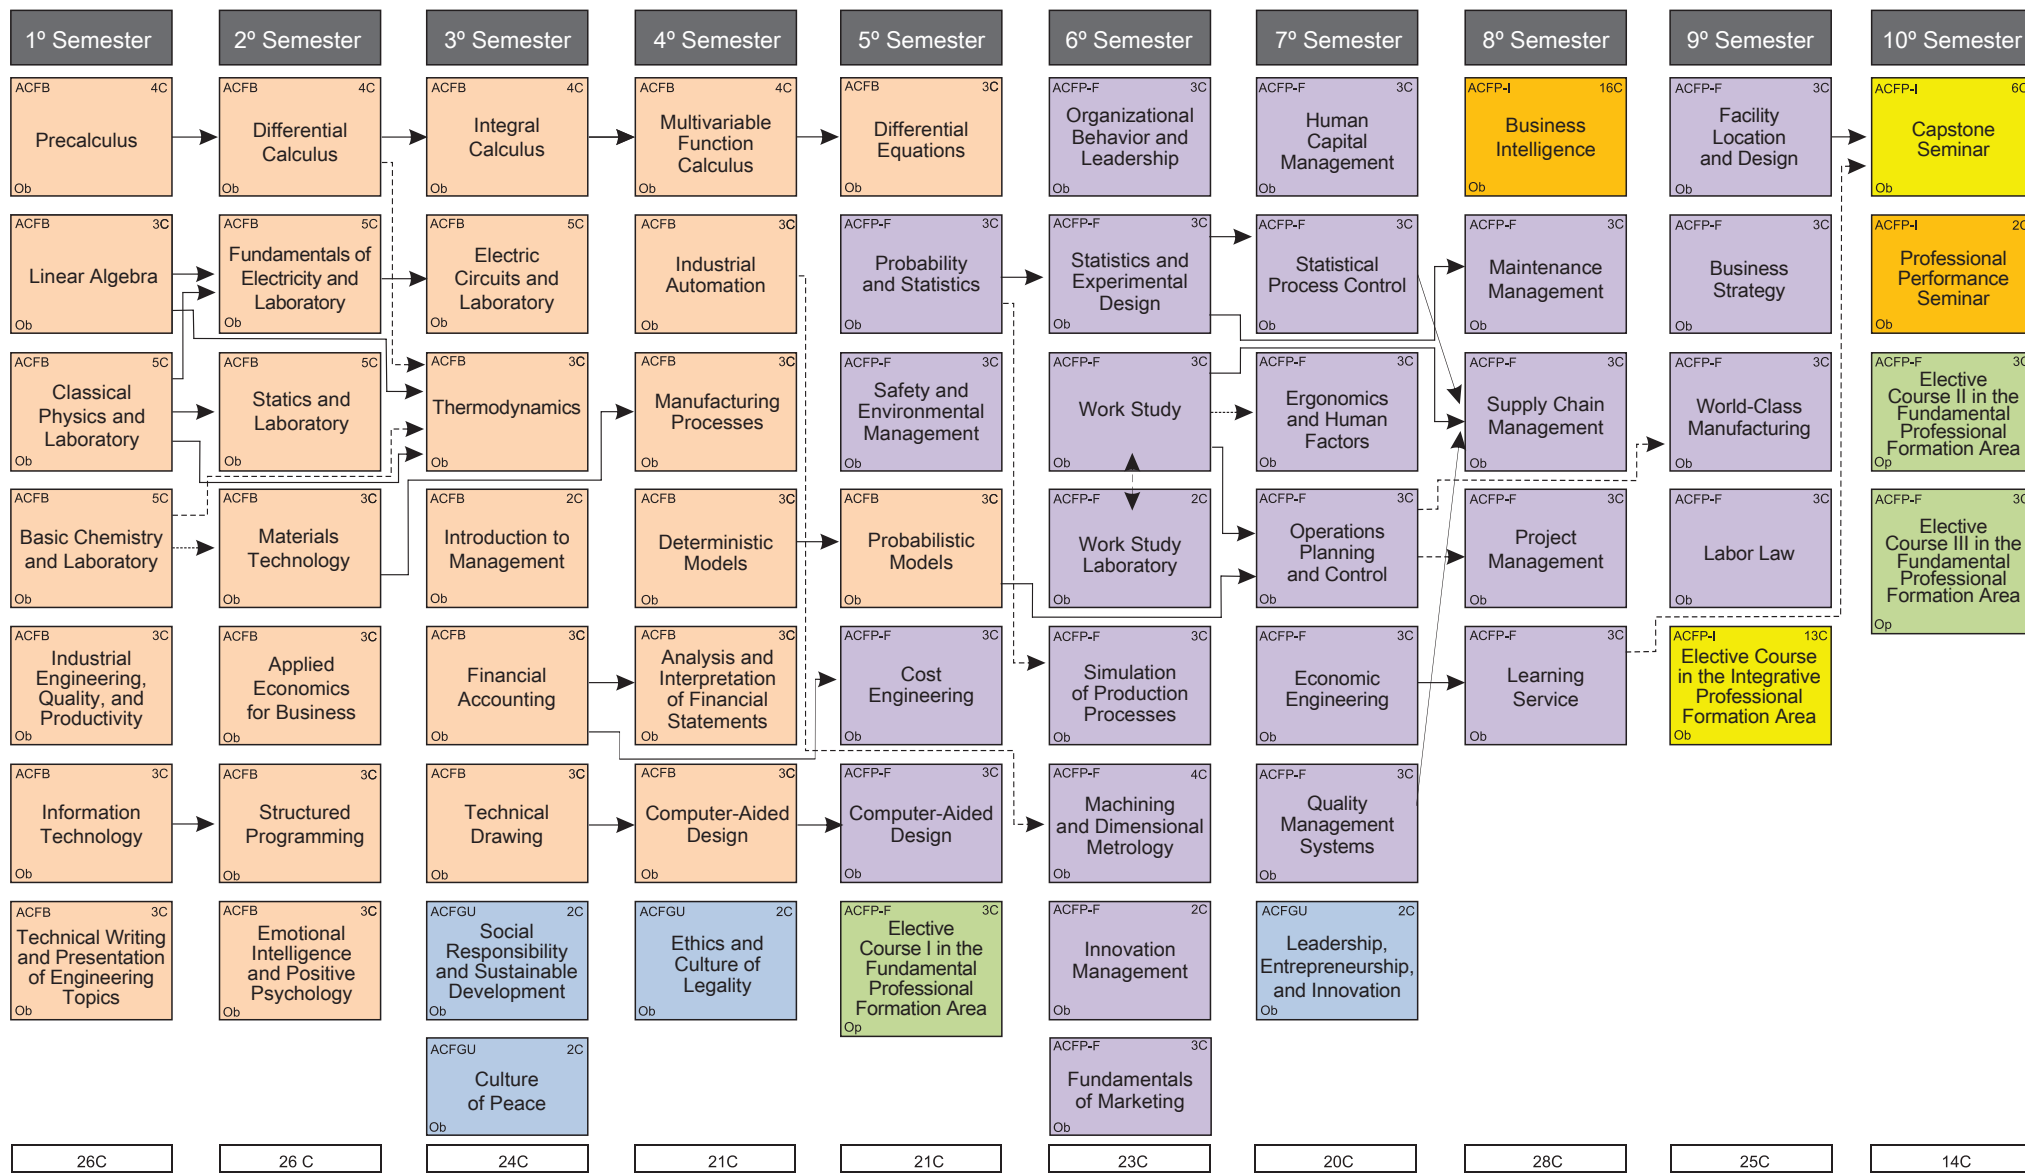 1º Semester
2º Semester
3º Semester
4º Semester
5º Semester
6º Semester
7º Semester
8º Semester
9º Semester
10º Semester
ACFB 4C
Precalculus
Ob
ACFB 4C
Differential
Calculus
Ob
ACFB 4C
Integral
Calculus
Ob
ACFB 4C
Multivariable
Function
Calculus
Ob
ACFB 3C
Differential
Equations
Ob
ACFP-F 3C
Organizational
Behavior and
Leadership
Ob
ACFP-F 3C
Human
Capital
Management
Ob
ACFP-I 16C
Business
Intelligence
Ob
ACFP-F 3C
Facility
Location
and Design
Ob
ACFP-I 6C
Capstone
Seminar
Ob
ACFB 3C
Linear Algebra
Ob
ACFB 5C
Fundamentals of
Electricity and
Laboratory
Ob
ACFB 5C
Electric
Circuits and
Laboratory
Ob
ACFB 3C
Industrial
Automation
Ob
ACFP-F 3C
Probability
and Statistics
Ob
ACFP-F 3C
Statistics and
Experimental
Design
Ob
ACFP-F 3C
Statistical
Process Control
Ob
ACFP-F 3C
Maintenance
Management
Ob
ACFP-F 3C
Business
Strategy
Ob
ACFP-I 2C
Professional
Performance
Seminar
Ob
ACFB 5C
Classical
Physics and
Laboratory
Ob
ACFB 5C
Statics and
Laboratory
Ob
ACFB 3C
Thermodynamics
Ob
ACFB 3C
Manufacturing
Processes
Ob
ACFP-F 3C
Safety and
Environmental
Management
Ob
ACFP-F 3C
Work Study
Ob
ACFP-F 3C
Ergonomics
and Human
Factors
Ob
ACFP-F 3C
Supply Chain
Management
Ob
ACFP-F 3C
World-Class
Manufacturing
Ob
ACFP-F 3C
Elective
Course II in the
Fundamental
Professional
Formation Area
Op
ACFB 5C
Basic Chemistry
and Laboratory
Ob
ACFB 3C
Materials
Technology
Ob
ACFB 2C
Introduction to
Management
Ob
ACFB 3C
Deterministic
Models
Ob
ACFB 3C
Probabilistic
Models
Ob
ACFP-F 2C
Work Study
Laboratory
Ob
ACFP-F 3C
Operations
Planning
and Control
Ob
ACFP-F 3C
Project
Management
Ob
ACFP-F 3C
Labor Law
Ob
ACFP-F 3C
Elective
Course III in the
Fundamental
Professional
Formation Area
Op
ACFB 3C
Industrial
Engineering,
Quality, and
Productivity
Ob
ACFB 3C
Applied
Economics
for Business
Ob
ACFB 3C
Financial
Accounting
Ob
ACFB 3C
Analysis and
Interpretation
of Financial
Statements
Ob
ACFP-F 3C
Cost
Engineering
Ob
ACFP-F 3C
Simulation
of Production
Processes
Ob
ACFP-F 3C
Economic
Engineering
Ob
ACFP-F 3C
Learning
Service
Ob
ACFP-I 13C
Elective Course
in the Integrative
Professional
Formation Area
Ob
ACFB 3C
Information
Technology
Ob
ACFB 3C
Structured
Programming
Ob
ACFB 3C
Technical
Drawing
Ob
ACFB 3C
Computer-Aided
Design
Ob
ACFP-F 3C
Computer-Aided
Design
Ob
ACFP-F 4C
Machining
and Dimensional
Metrology
Ob
ACFP-F 3C
Quality
Management
Systems
Ob
ACFB 3C
Technical Writing
and Presentation
of Engineering
Topics
Ob
ACFB 3C
Emotional
Intelligence
and Positive
Psychology
Ob
ACFGU 2C
Social
Responsibility
and Sustainable
Development
Ob
ACFGU 2C
Ethics and
Culture of
Legality
Ob
ACFP-F 3C
Elective
Course I in the
Fundamental
Professional
Formation Area
Op
ACFP-F 2C
Innovation
Management
Ob
ACFGU 2C
Leadership,
Entrepreneurship,
and Innovation
Ob
ACFGU 2C
Culture
of Peace
Ob
ACFP-F 3C
Fundamentals
of Marketing
Ob
26C
26 C
24C
21C
21C
23C
20C
28C
25C
14C